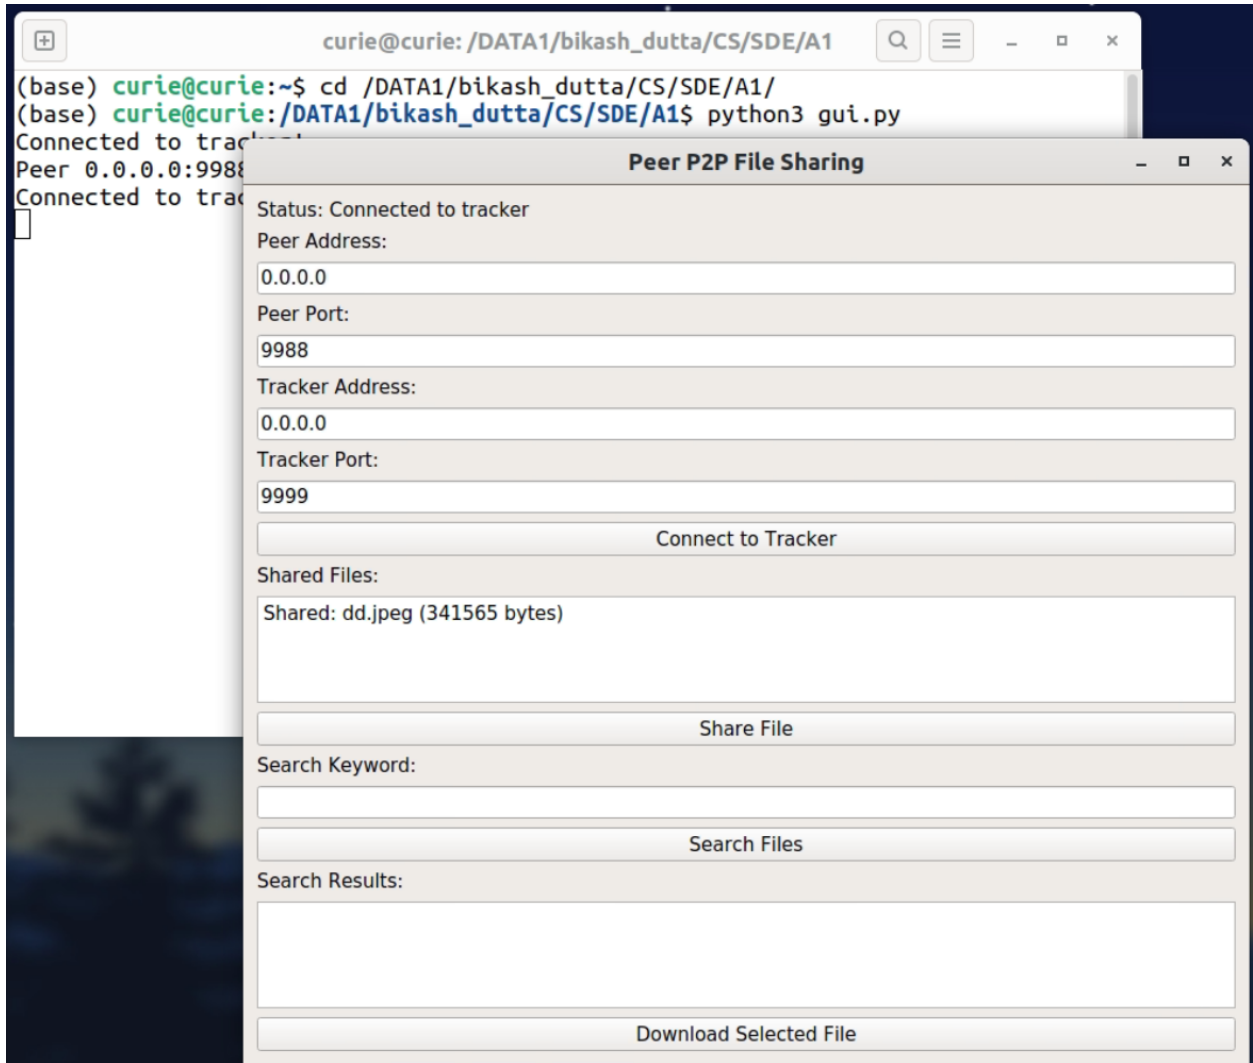 curie@curie: /DATA1/bikash_dutta/CS/SDE/A1
(base) curie@curie:~$ cd /DATA1/bikash_dutta/CS/SDE/A1/
(base) curie@curie:/DATA1/bikash_dutta/CS/SDE/A1$ python3 gui.py
Connected to
Peer 0.0.0.0:9988
Connected to
Peer P2P File Sharing
Status: Connected to tracker
Peer Address:
0.0.0.0
Peer Port:
9988
Tracker Address:
0.0.0.0
Tracker Port:
9999
Connect to Tracker
Shared Files:
Shared: dd.jpeg (341565 bytes)
Share File
Search Keyword:
Search Files
Search Results:
Download Selected File